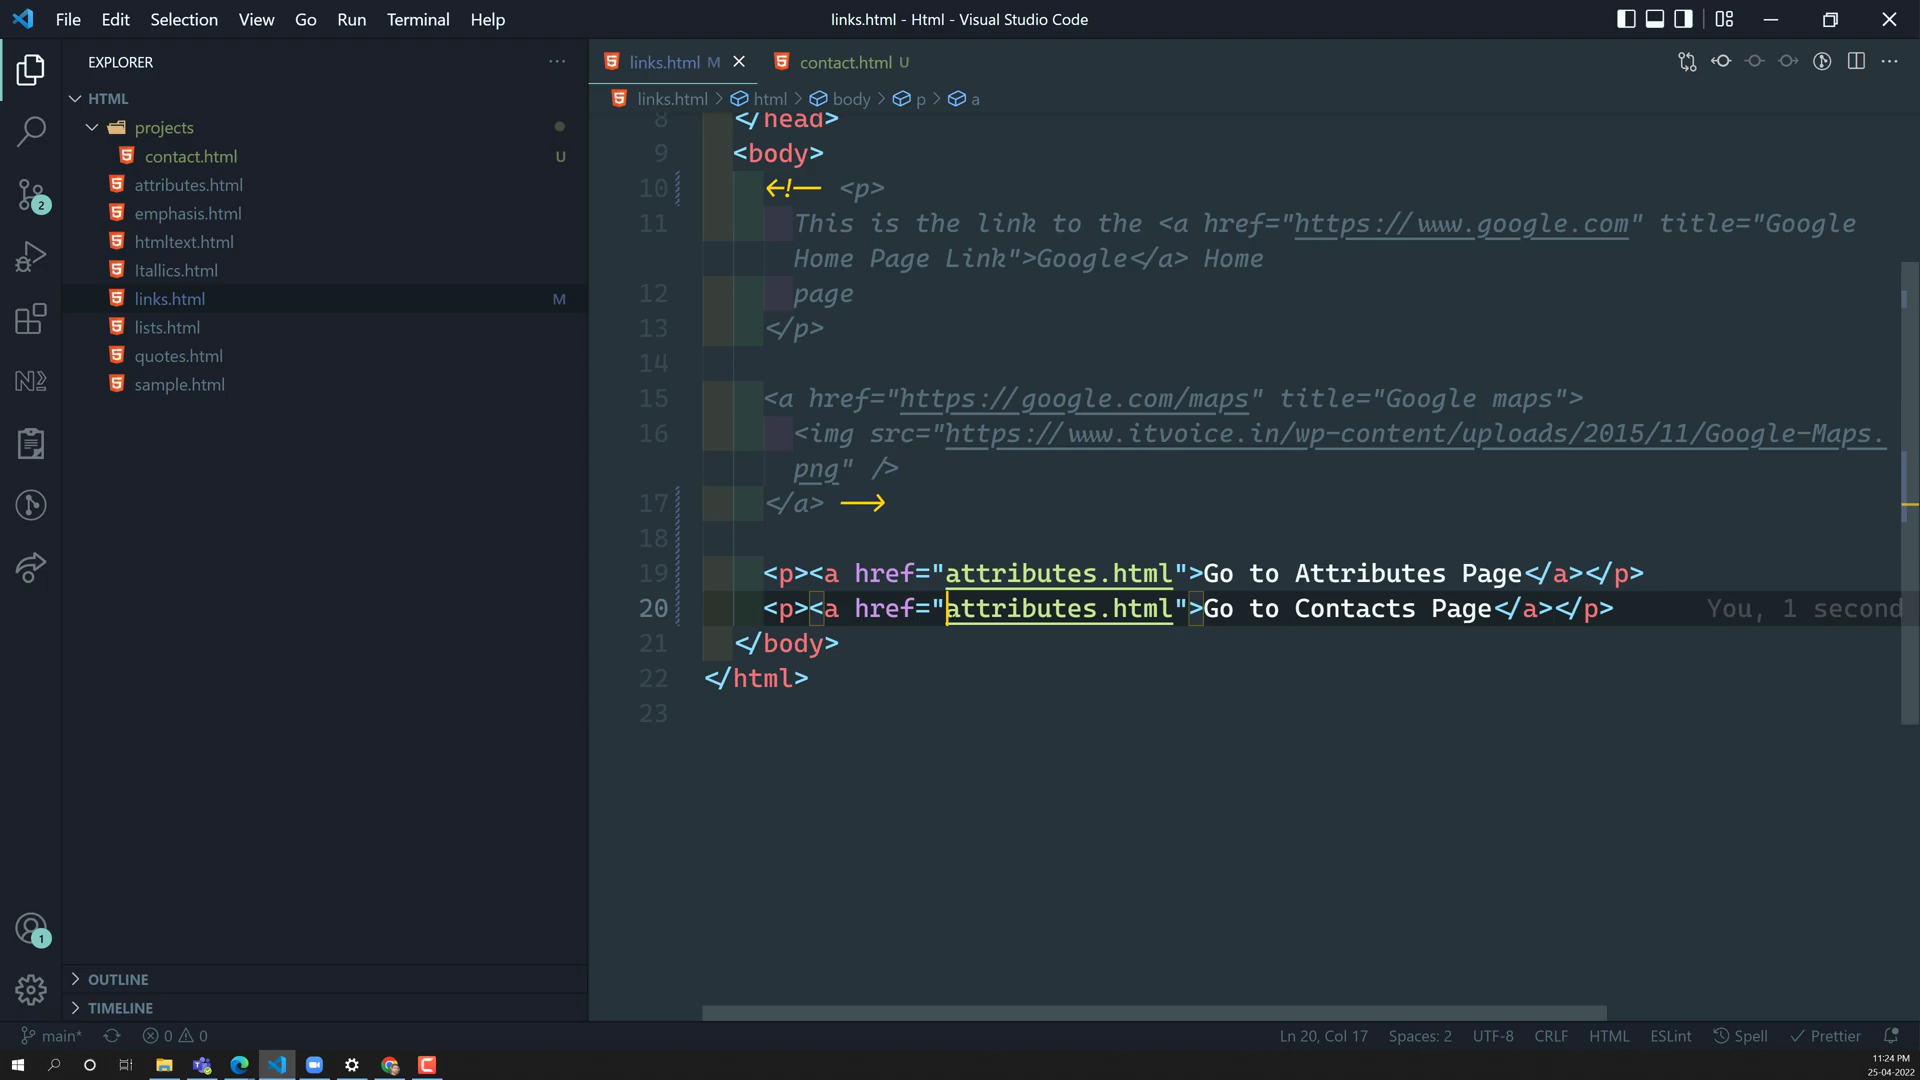 File Edit Selection View Go Run Terminal Help
links.html - Html - Visual Studio Code
EXPLORER
HTML
projects
contact.html U
attributes.html
emphasis.html
htmltext.html
Itallics.html
links.html M
lists.html
quotes.html
sample.html
OUTLINE
TIMELINE
links.html M
contact.html U
links.html > html > body > p > a
8 </head>
9 <body>
10 <!-- <p>
11 This is the link to the <a href="https://www.google.com" title="Google
Home Page Link">Google</a> Home
12 page
13 </p>
14
15 <a href="https://google.com/maps" title="Google maps">
16 <img src="https://www.itvoice.in/wp-content/uploads/2015/11/Google-Maps.
png" />
17 </a> -->
18
19 <p><a href="attributes.html">Go to Attributes Page</a></p>
20 <p><a href="attributes.html">Go to Contacts Page</a></p> You, 1 second
21 </body>
22 </html>
23
2
1
main* 0 0
Ln 20, Col 17 Spaces: 2 UTF-8 CRLF HTML ESLint Spell Prettier
11:24 PM
25-04-2022